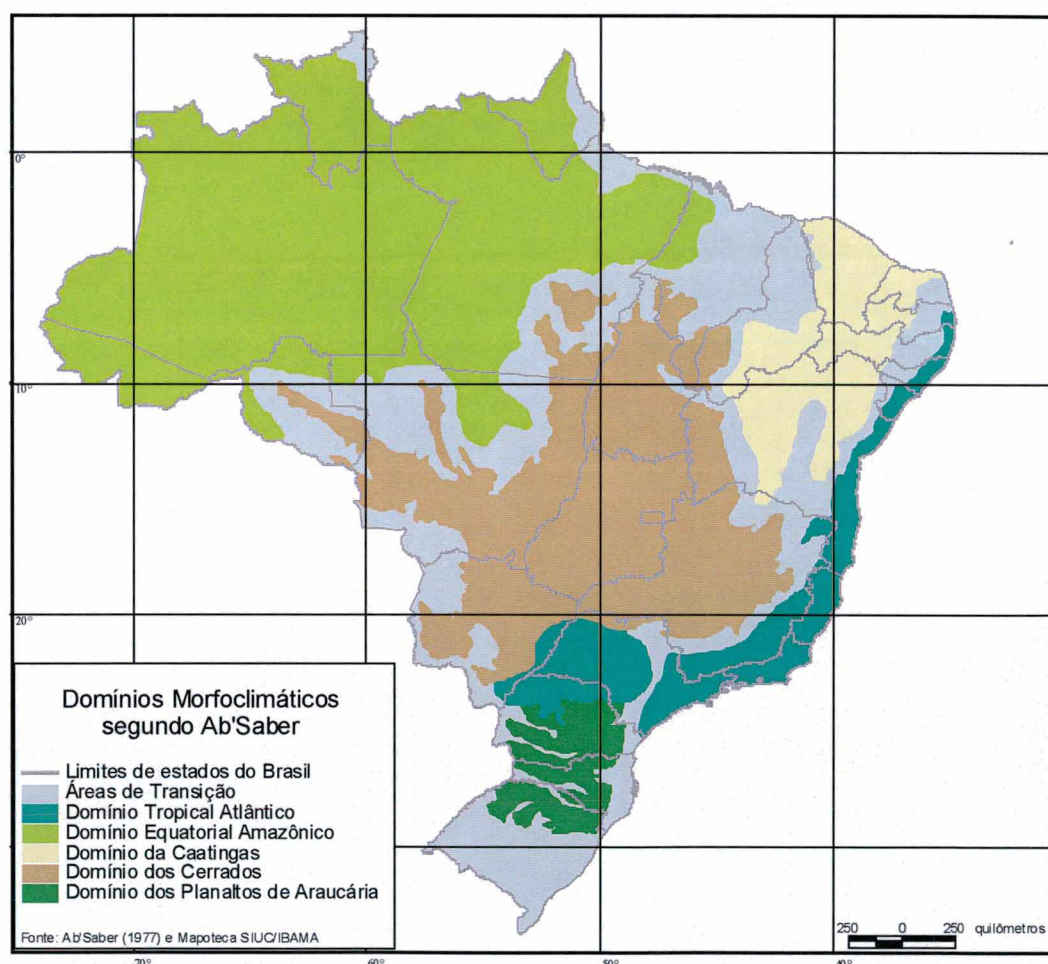 0°
10°
20°
Domínios Morfoclimáticos
segundo Ab'Saber
Limites de estados do Brasil
Áreas de Transição
Domínio Tropical Atlântico
Domínio Equatorial Amazônico
Domínio da Caatingas
Domínio dos Cerrados
Domínio dos Planaltos de Araucária
Fonte: Ab'Saber (1977) e Mapoteca SIUC/IBAMA
250 0 250 quilômetros
70° 60° 50° 40°